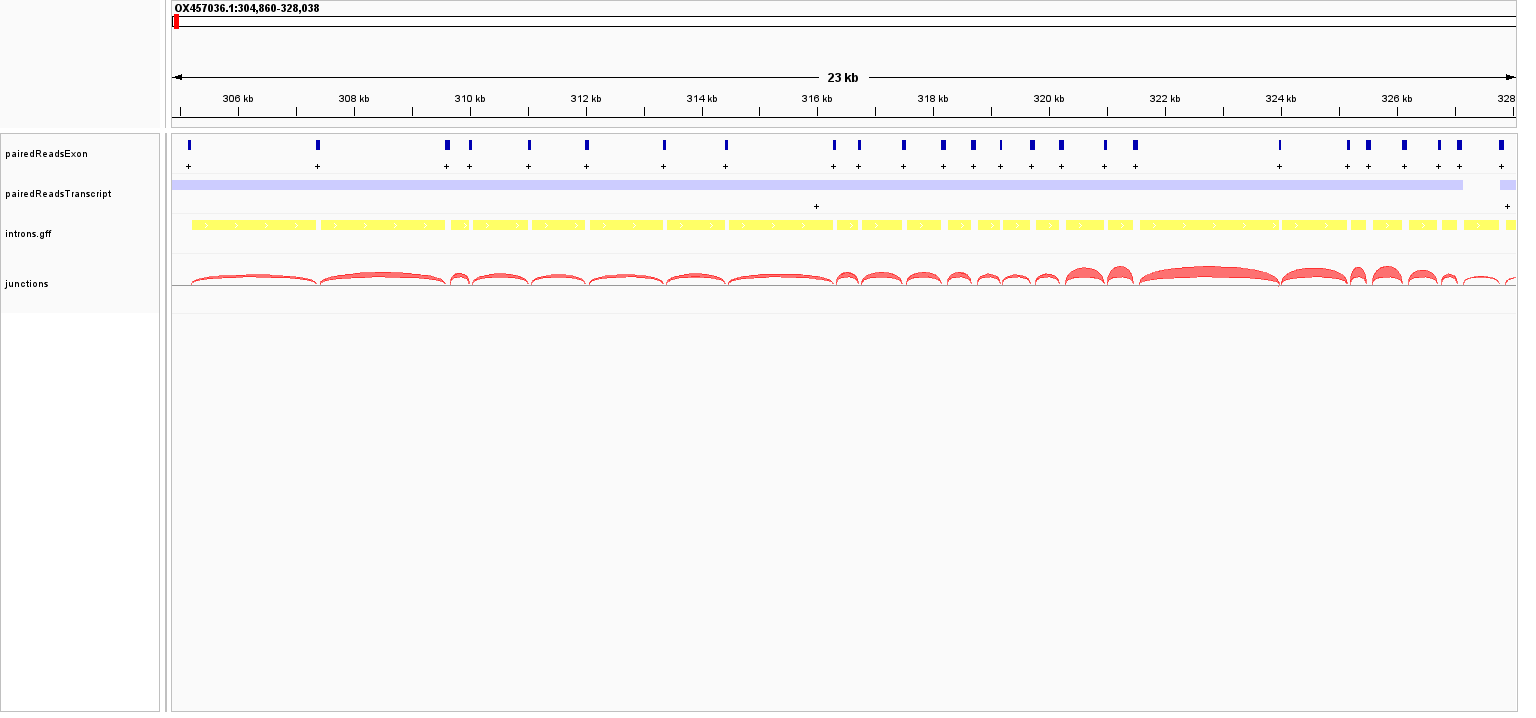 OX457036.1:304,860-328,038
23 kb
306 kb 308 kb 310 kb 312 kb 314 kb 316 kb 318 kb 320 kb 322 kb 324 kb 326 kb 328
pairedReadsExon
+ + + + + + + + + + + + + + + + + + + + + + + +
pairedReadsTranscript
+ +
introns.gff
junctions